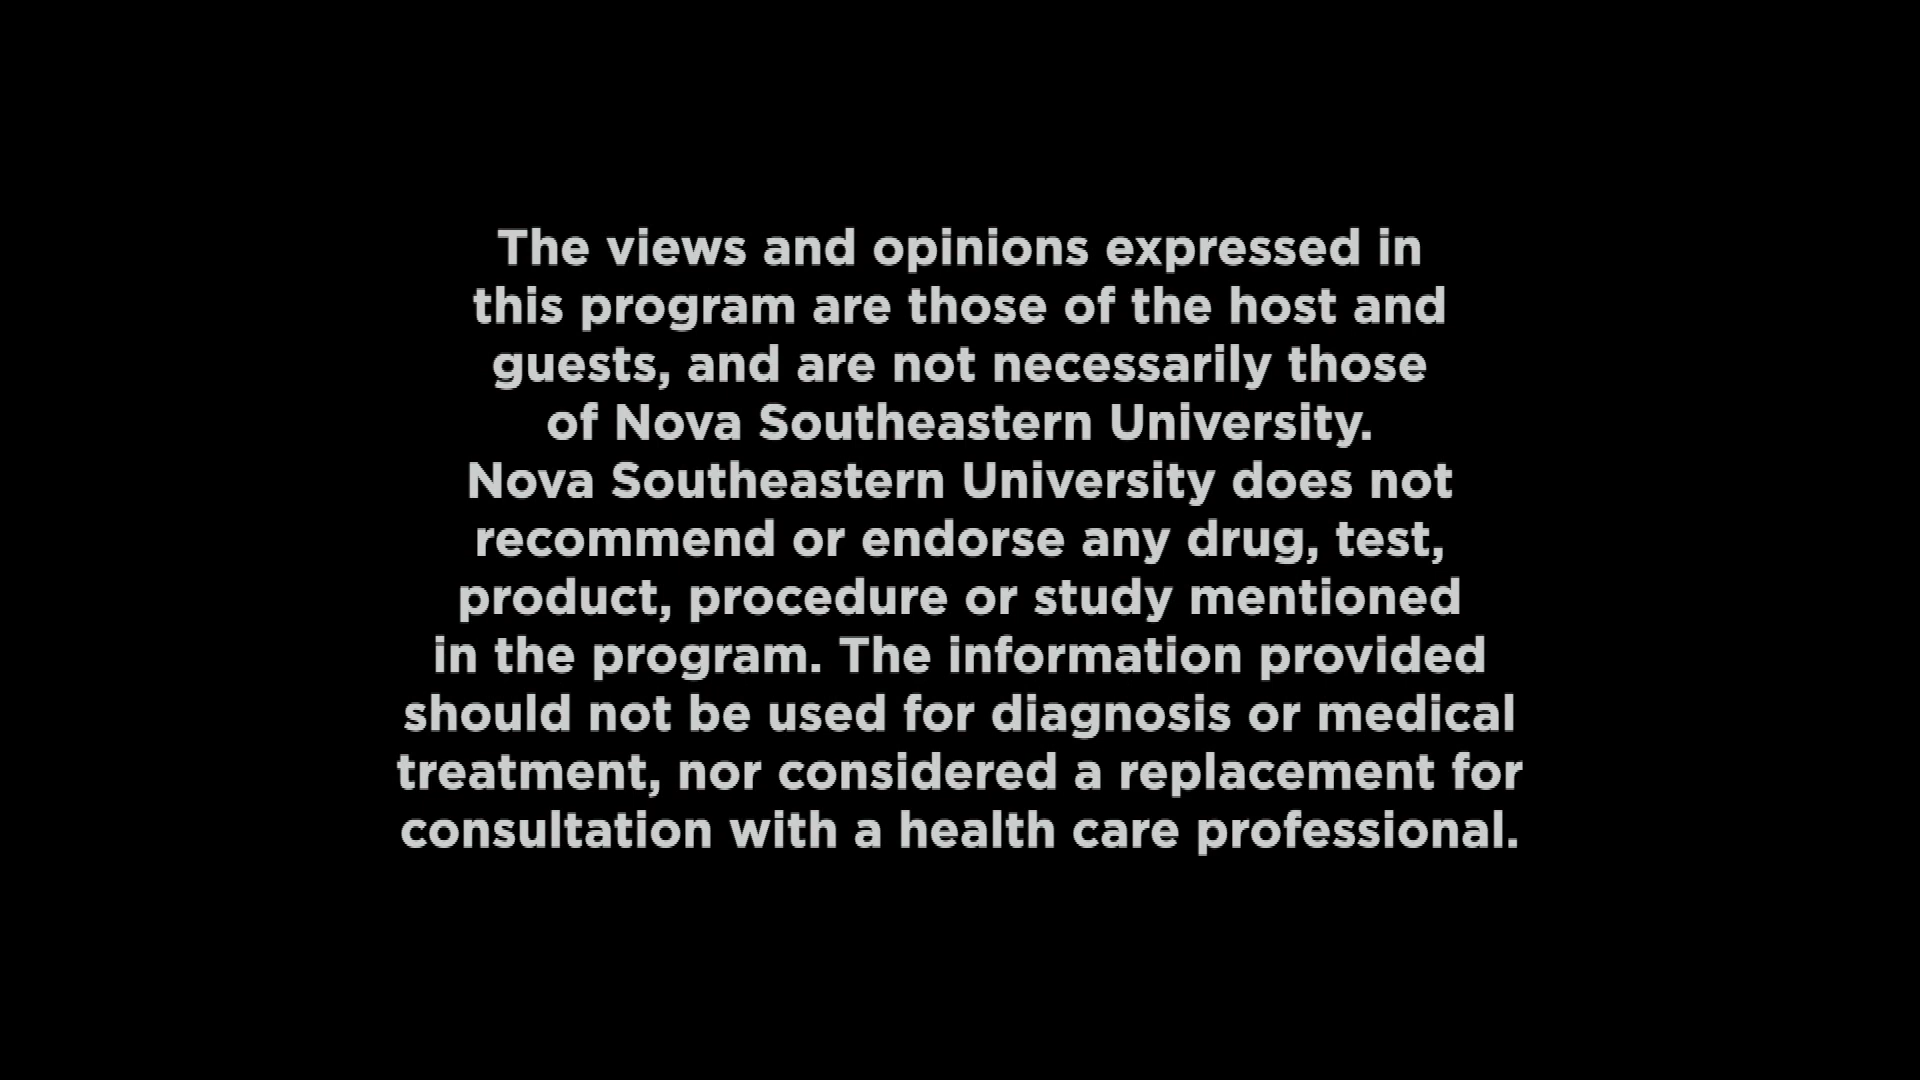 The views and opinions expressed in
this program are those of the host and
guests, and are not necessarily those
of Nova Southeastern University.
Nova Southeastern University does not
recommend or endorse any drug, test,
product, procedure or study mentioned
in the program. The information provided
should not be used for diagnosis or medical
treatment, nor considered a replacement for
consultation with a health care professional.